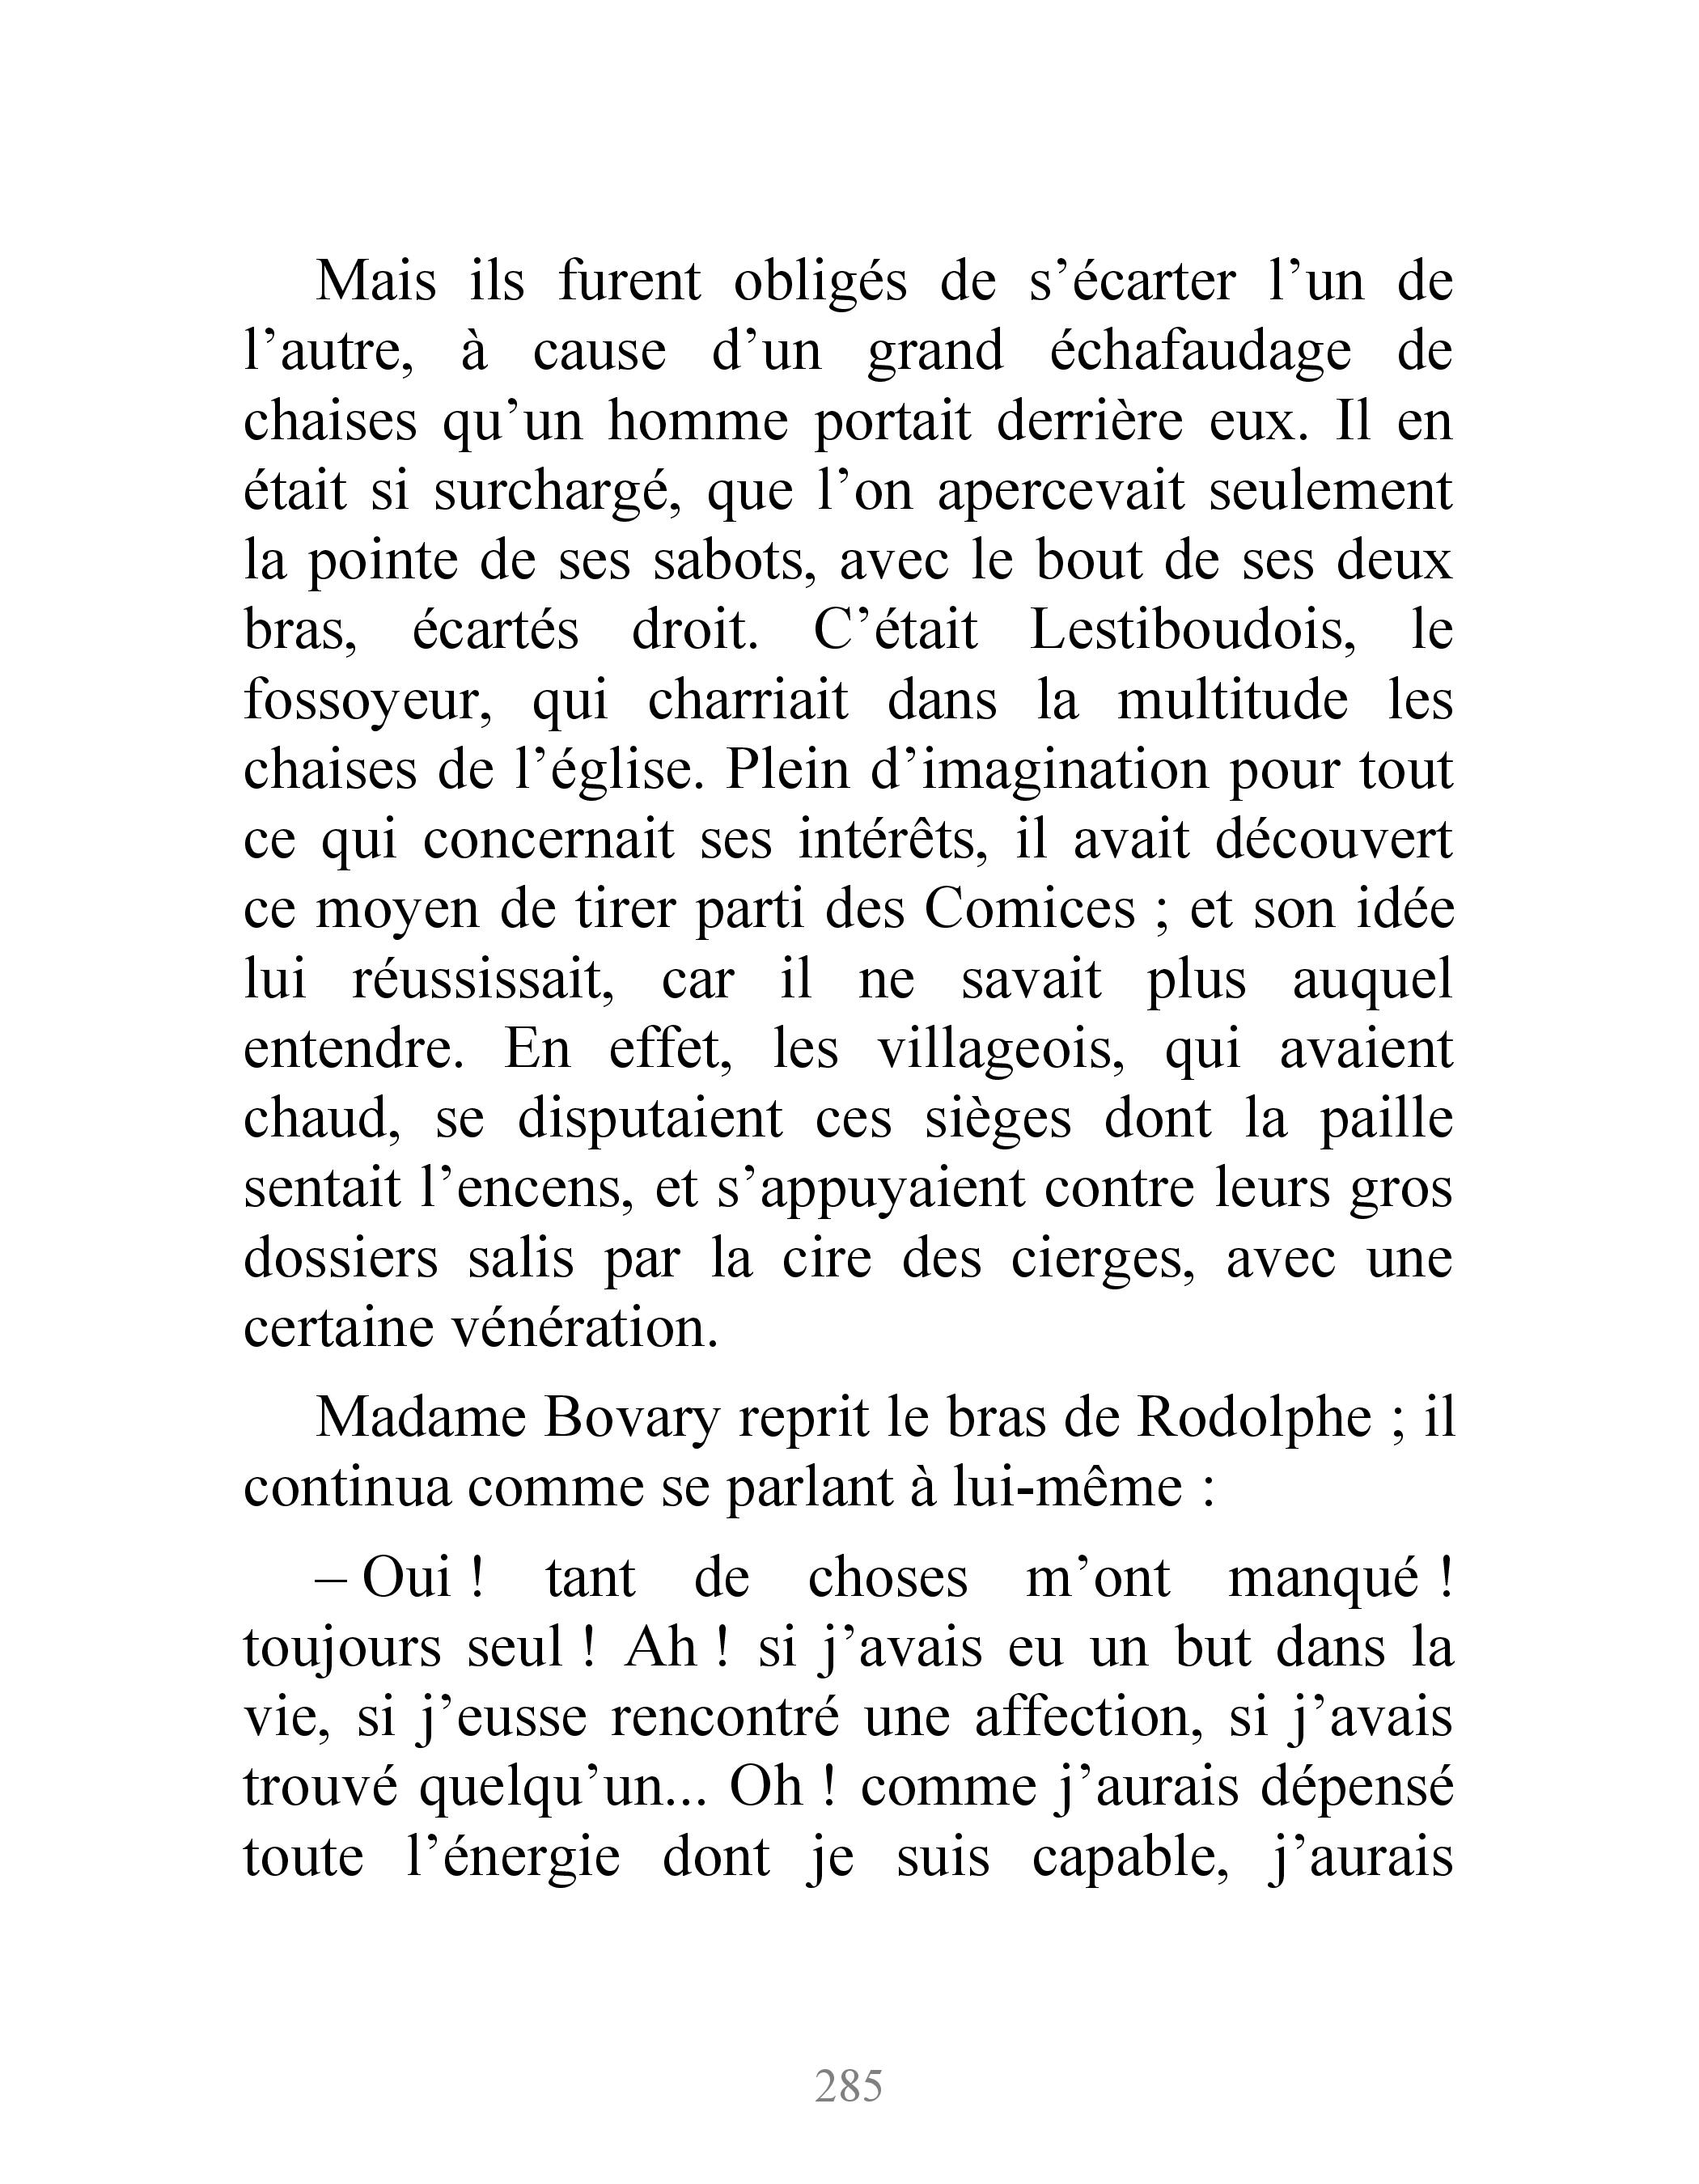 Mais ils furent obligés de s’écarter l’un de
l’autre, à cause d’un grand échafaudage de
chaises qu’un homme portait derrière eux. Il en
était si surchargé, que l’on apercevait seulement
la pointe de ses sabots, avec le bout de ses deux
bras, écartés droit. C’était Lestiboudois, le
fossoyeur, qui charriait dans la multitude les
chaises de l’église. Plein d’imagination pour tout
ce qui concernait ses intérêts, il avait découvert
ce moyen de tirer parti des Comices ; et son idée
lui réussissait, car il ne savait plus auquel
entendre. En effet, les villageois, qui avaient
chaud, se disputaient ces sièges dont la paille
sentait l’encens, et s’appuyaient contre leurs gros
dossiers salis par la cire des cierges, avec une
certaine vénération.
Madame Bovary reprit le bras de Rodolphe ; il
continua comme se parlant à lui-même :
– Oui ! tant de choses m’ont manqué !
toujours seul ! Ah ! si j’avais eu un but dans la
vie, si j’eusse rencontré une affection, si j’avais
trouvé quelqu’un... Oh ! comme j’aurais dépensé
toute l’énergie dont je suis capable, j’aurais
285